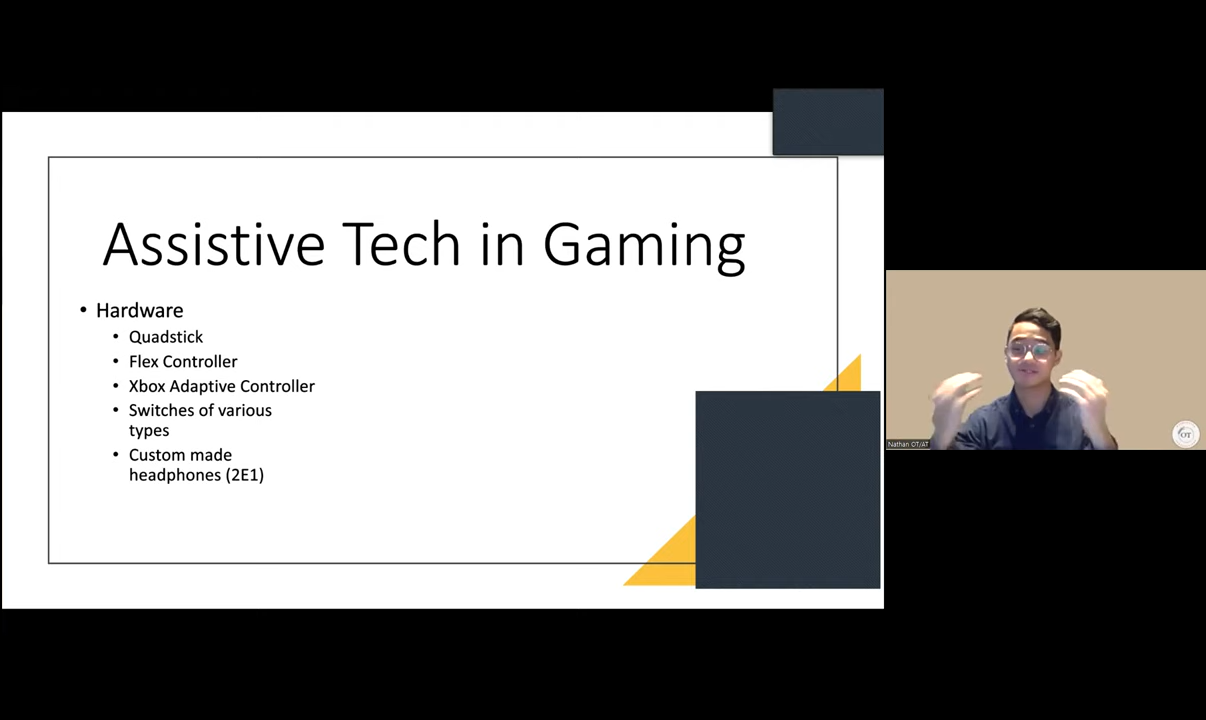 Assistive Tech in Gaming
• Hardware
• Quadstick
• Flex Controller
• Xbox Adaptive Controller
• Switches of various
types
• Custom made
headphones (2E1)
Nathan OT/AT
OT